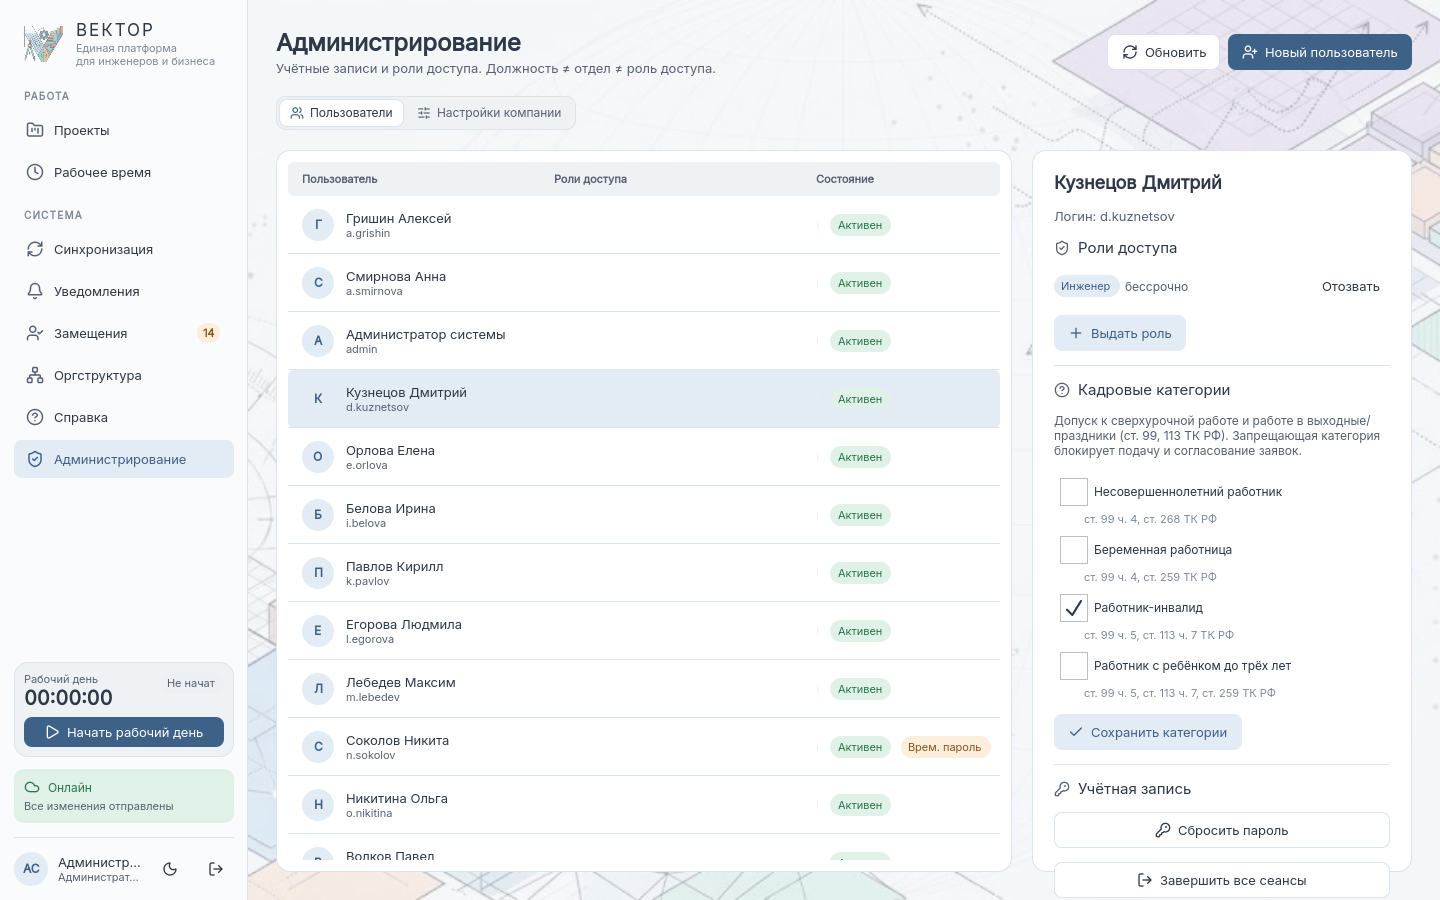 ВЕКТОР
Единая платформа
для инженеров и бизнеса
РАБОТА
Проекты
Рабочее время
СИСТЕМА
Синхронизация
Уведомления
Замещения 14
Оргструктура
Справка
Администрирование
Рабочий день
Не начат
00:00:00
Начать рабочий день
Онлайн
Все изменения отправлены
АС
Администр...
Администрат...
Администрирование
Учётные записи и роли доступа. Должность ≠ отдел ≠ роль доступа.
Обновить
Новый пользователь
Пользователи
Настройки компании
Пользователь Роли доступа Состояние
Г Гришин Алексей Активен
a.grishin
С Смирнова Анна Активен
a.smirnova
А Администратор системы Активен
admin
К Кузнецов Дмитрий Активен
d.kuznetsov
О Орлова Елена Активен
e.orlova
Б Белова Ирина Активен
i.belova
П Павлов Кирилл Активен
k.pavlov
Е Егорова Людмила Активен
l.egorova
Л Лебедев Максим Активен
m.lebedev
С Соколов Никита Активен Врем. пароль
n.sokolov
Н Никитина Ольга Активен
o.nikitina
Волков Павел
Кузнецов Дмитрий
Логин: d.kuznetsov
Роли доступа
Инженер бессрочно Отозвать
Выдать роль
Кадровые категории
Допуск к сверхурочной работе и работе в выходные/
праздники (ст. 99, 113 ТК РФ). Запрещающая категория
блокирует подачу и согласование заявок.
Несовершеннолетний работник
ст. 99 ч. 4, ст. 268 ТК РФ
Беременная работница
ст. 99 ч. 4, ст. 259 ТК РФ
Работник-инвалид
ст. 99 ч. 5, ст. 113 ч. 7 ТК РФ
Работник с ребёнком до трёх лет
ст. 99 ч. 5, ст. 113 ч. 7, ст. 259 ТК РФ
Сохранить категории
Учётная запись
Сбросить пароль
Завершить все сеансы